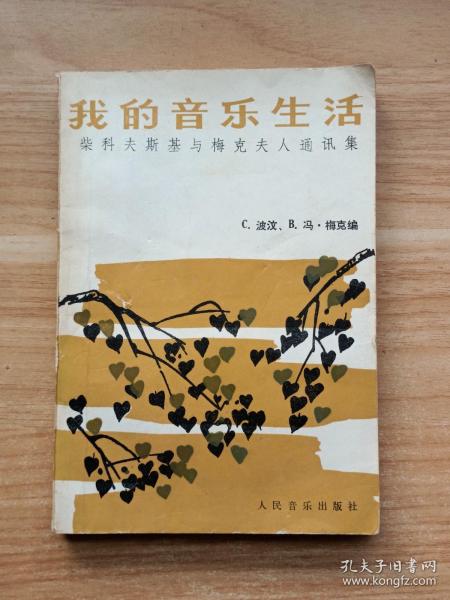 我的音乐生活
柴科夫斯基与梅克夫人通讯集
C. 波汶、B. 冯·梅克编
人民音乐出版社
孔夫子旧书网
www.kongfz.com